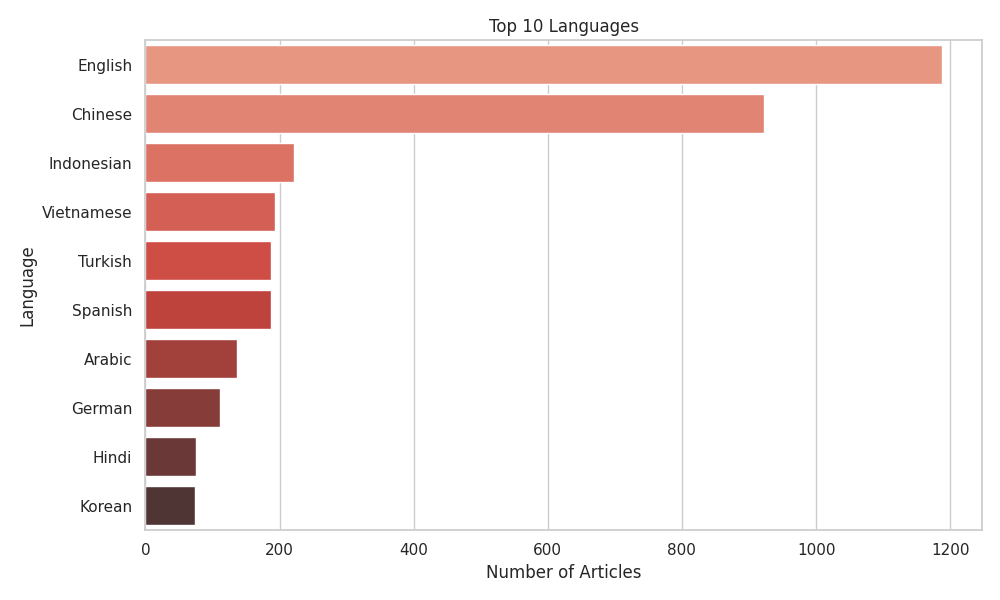 Top 10 Languages
English
Chinese
Indonesian
Vietnamese
Turkish
Spanish
Arabic
German
Hindi
Korean
Language
0 200 400 600 800 1000 1200
Number of Articles